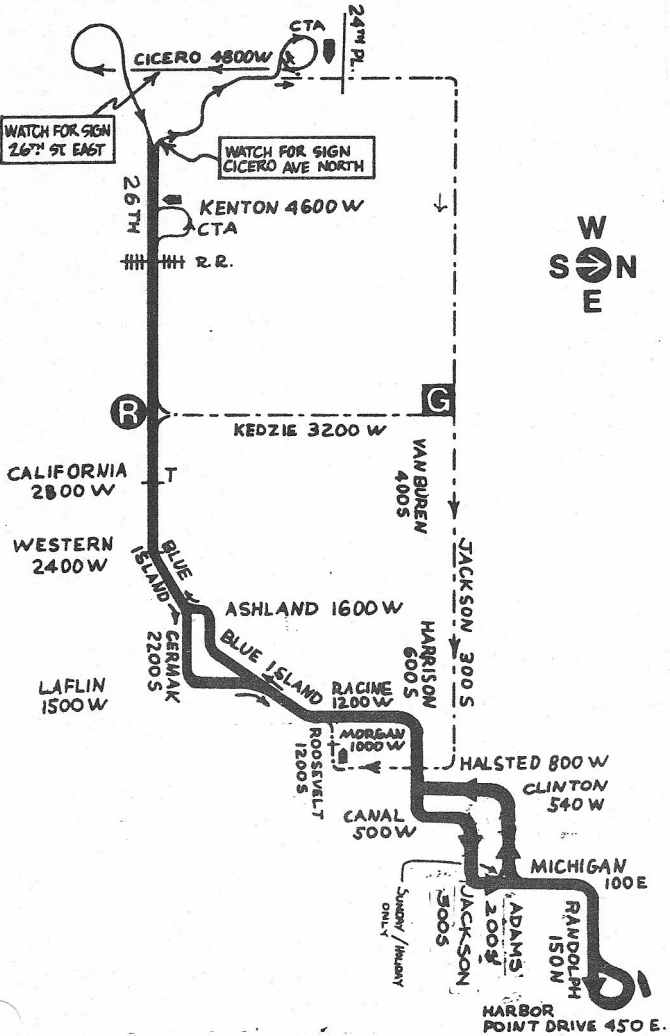 24TH PL.
CTA
CICERO 4800W
WATCH FOR SIGN
26TH ST EAST
WATCH FOR SIGN
CICERO AVE NORTH
26TH
KENTON 4600W
CTA
R.R.
W
S N
E
R
G
KEDZIE 3200 W
VAN BUREN
400S
CALIFORNIA
2800 W
T
WESTERN
2400 W
BLUE
ISLAND
JACKSON 300 S
ASHLAND 1600 W
CERMAK
2200 S
BLUE ISLAND
HARRISON
600 S
LAFLIN
1500 W
RACINE
1200 W
ROOSEVELT
1200 S
MORGAN
1000 W
HALSTED 800 W
CLINTON
540 W
CANAL
500 W
MICHIGAN
100 E
SUNDAY/HOLIDAY
ONLY
JACKSON
300S
ADAMS
200S
RANDOLPH
150 N
HARBOR
POINT DRIVE 450 E.